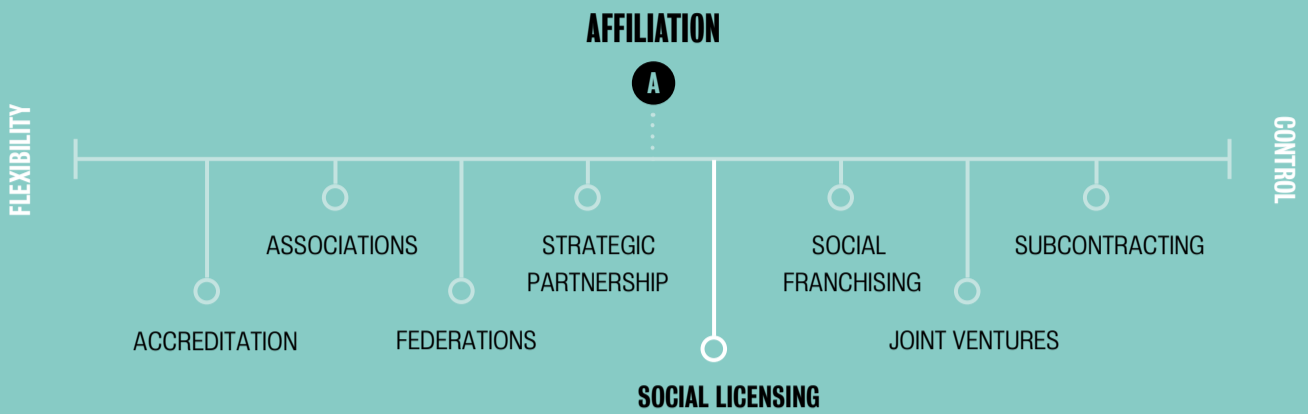 AFFILIATION
A
FLEXIBILITY
CONTROL
ASSOCIATIONS
STRATEGIC
PARTNERSHIP
SOCIAL
FRANCHISING
SUBCONTRACTING
ACCREDITATION
FEDERATIONS
JOINT VENTURES
SOCIAL LICENSING